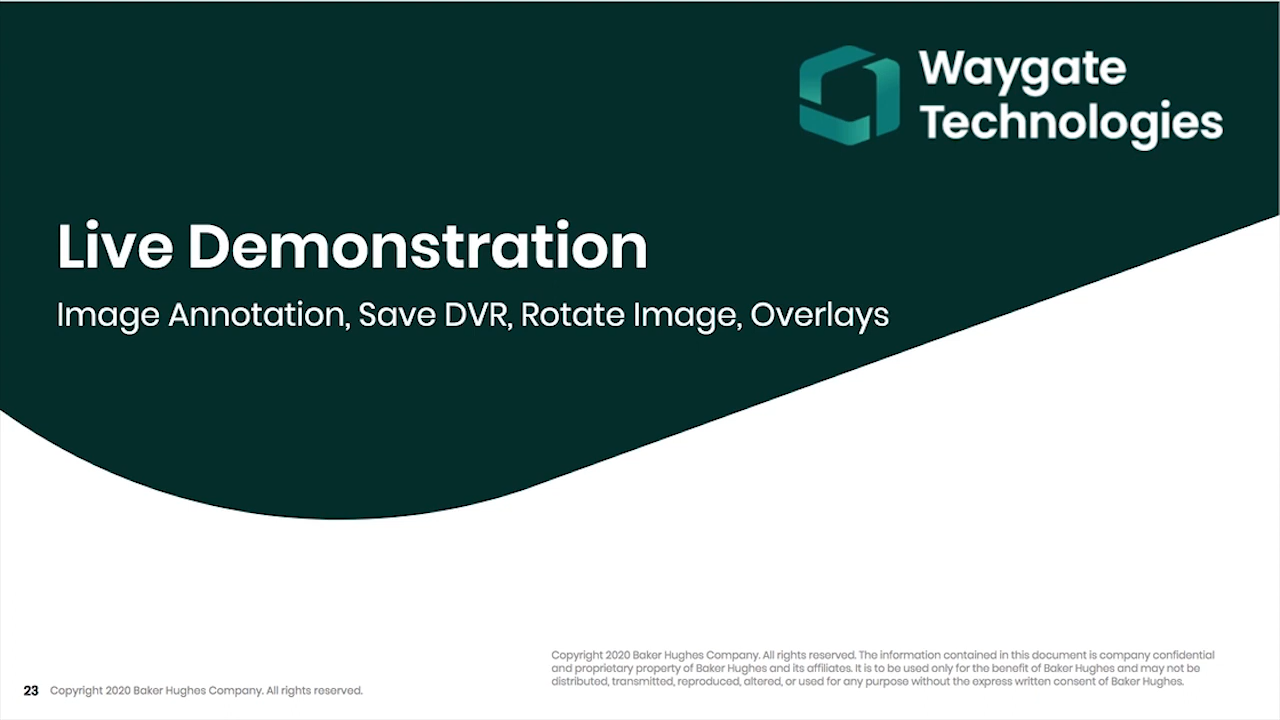 Waygate
Technologies
Live Demonstration
Image Annotation, Save DVR, Rotate Image, Overlays
Copyright 2020 Baker Hughes Company. All rights reserved. The information contained in this document is company confidential
and proprietary property of Baker Hughes and its affiliates. It is to be used only for the benefit of Baker Hughes and may not be
distributed, transmitted, reproduced, altered, or used for any purpose without the express written consent of Baker Hughes.
23 Copyright 2020 Baker Hughes Company. All rights reserved.